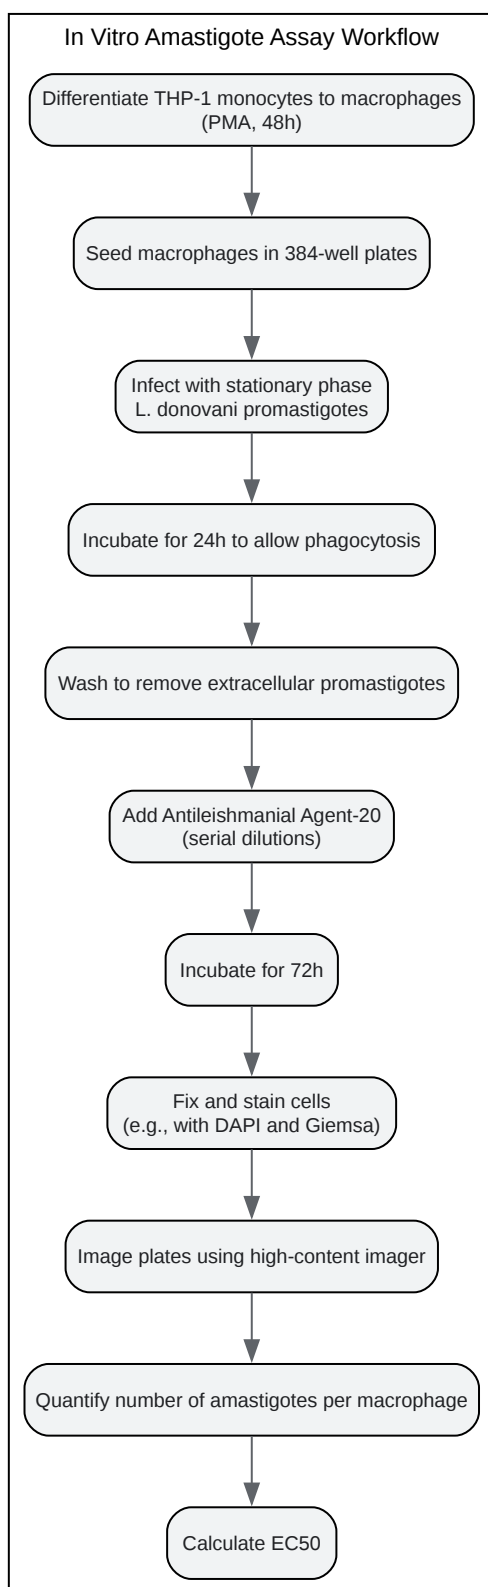 In Vitro Amastigote Assay Workflow
Differentiate THP-1 monocytes to macrophages
(PMA, 48h)
Seed macrophages in 384-well plates
Infect with stationary phase
L. donovani promastigotes
Incubate for 24h to allow phagocytosis
Wash to remove extracellular promastigotes
Add Antileishmanial Agent-20
(serial dilutions)
Incubate for 72h
Fix and stain cells
(e.g., with DAPI and Giemsa)
Image plates using high-content imager
Quantify number of amastigotes per macrophage
Calculate EC50